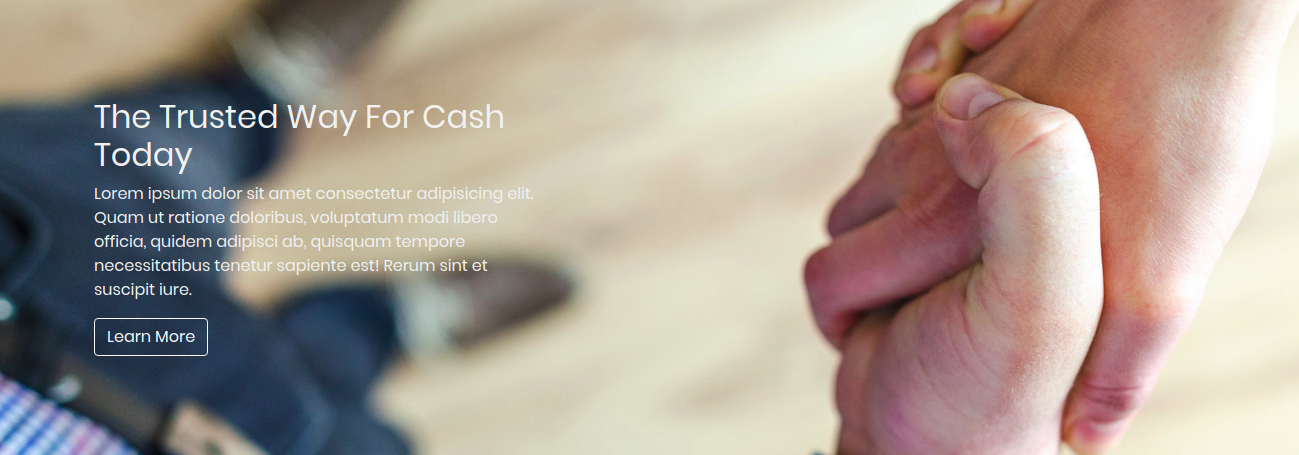 The Trusted Way For Cash
Today
Lorem ipsum dolor sit amet consectetur adipisicing elit.
Quam ut ratione doloribus, voluptatum modi libero
officia, quidem adipisci ab, quisquam tempore
necessitatibus tenetur sapiente est! Rerum sint et
suscipit iure.
Learn More